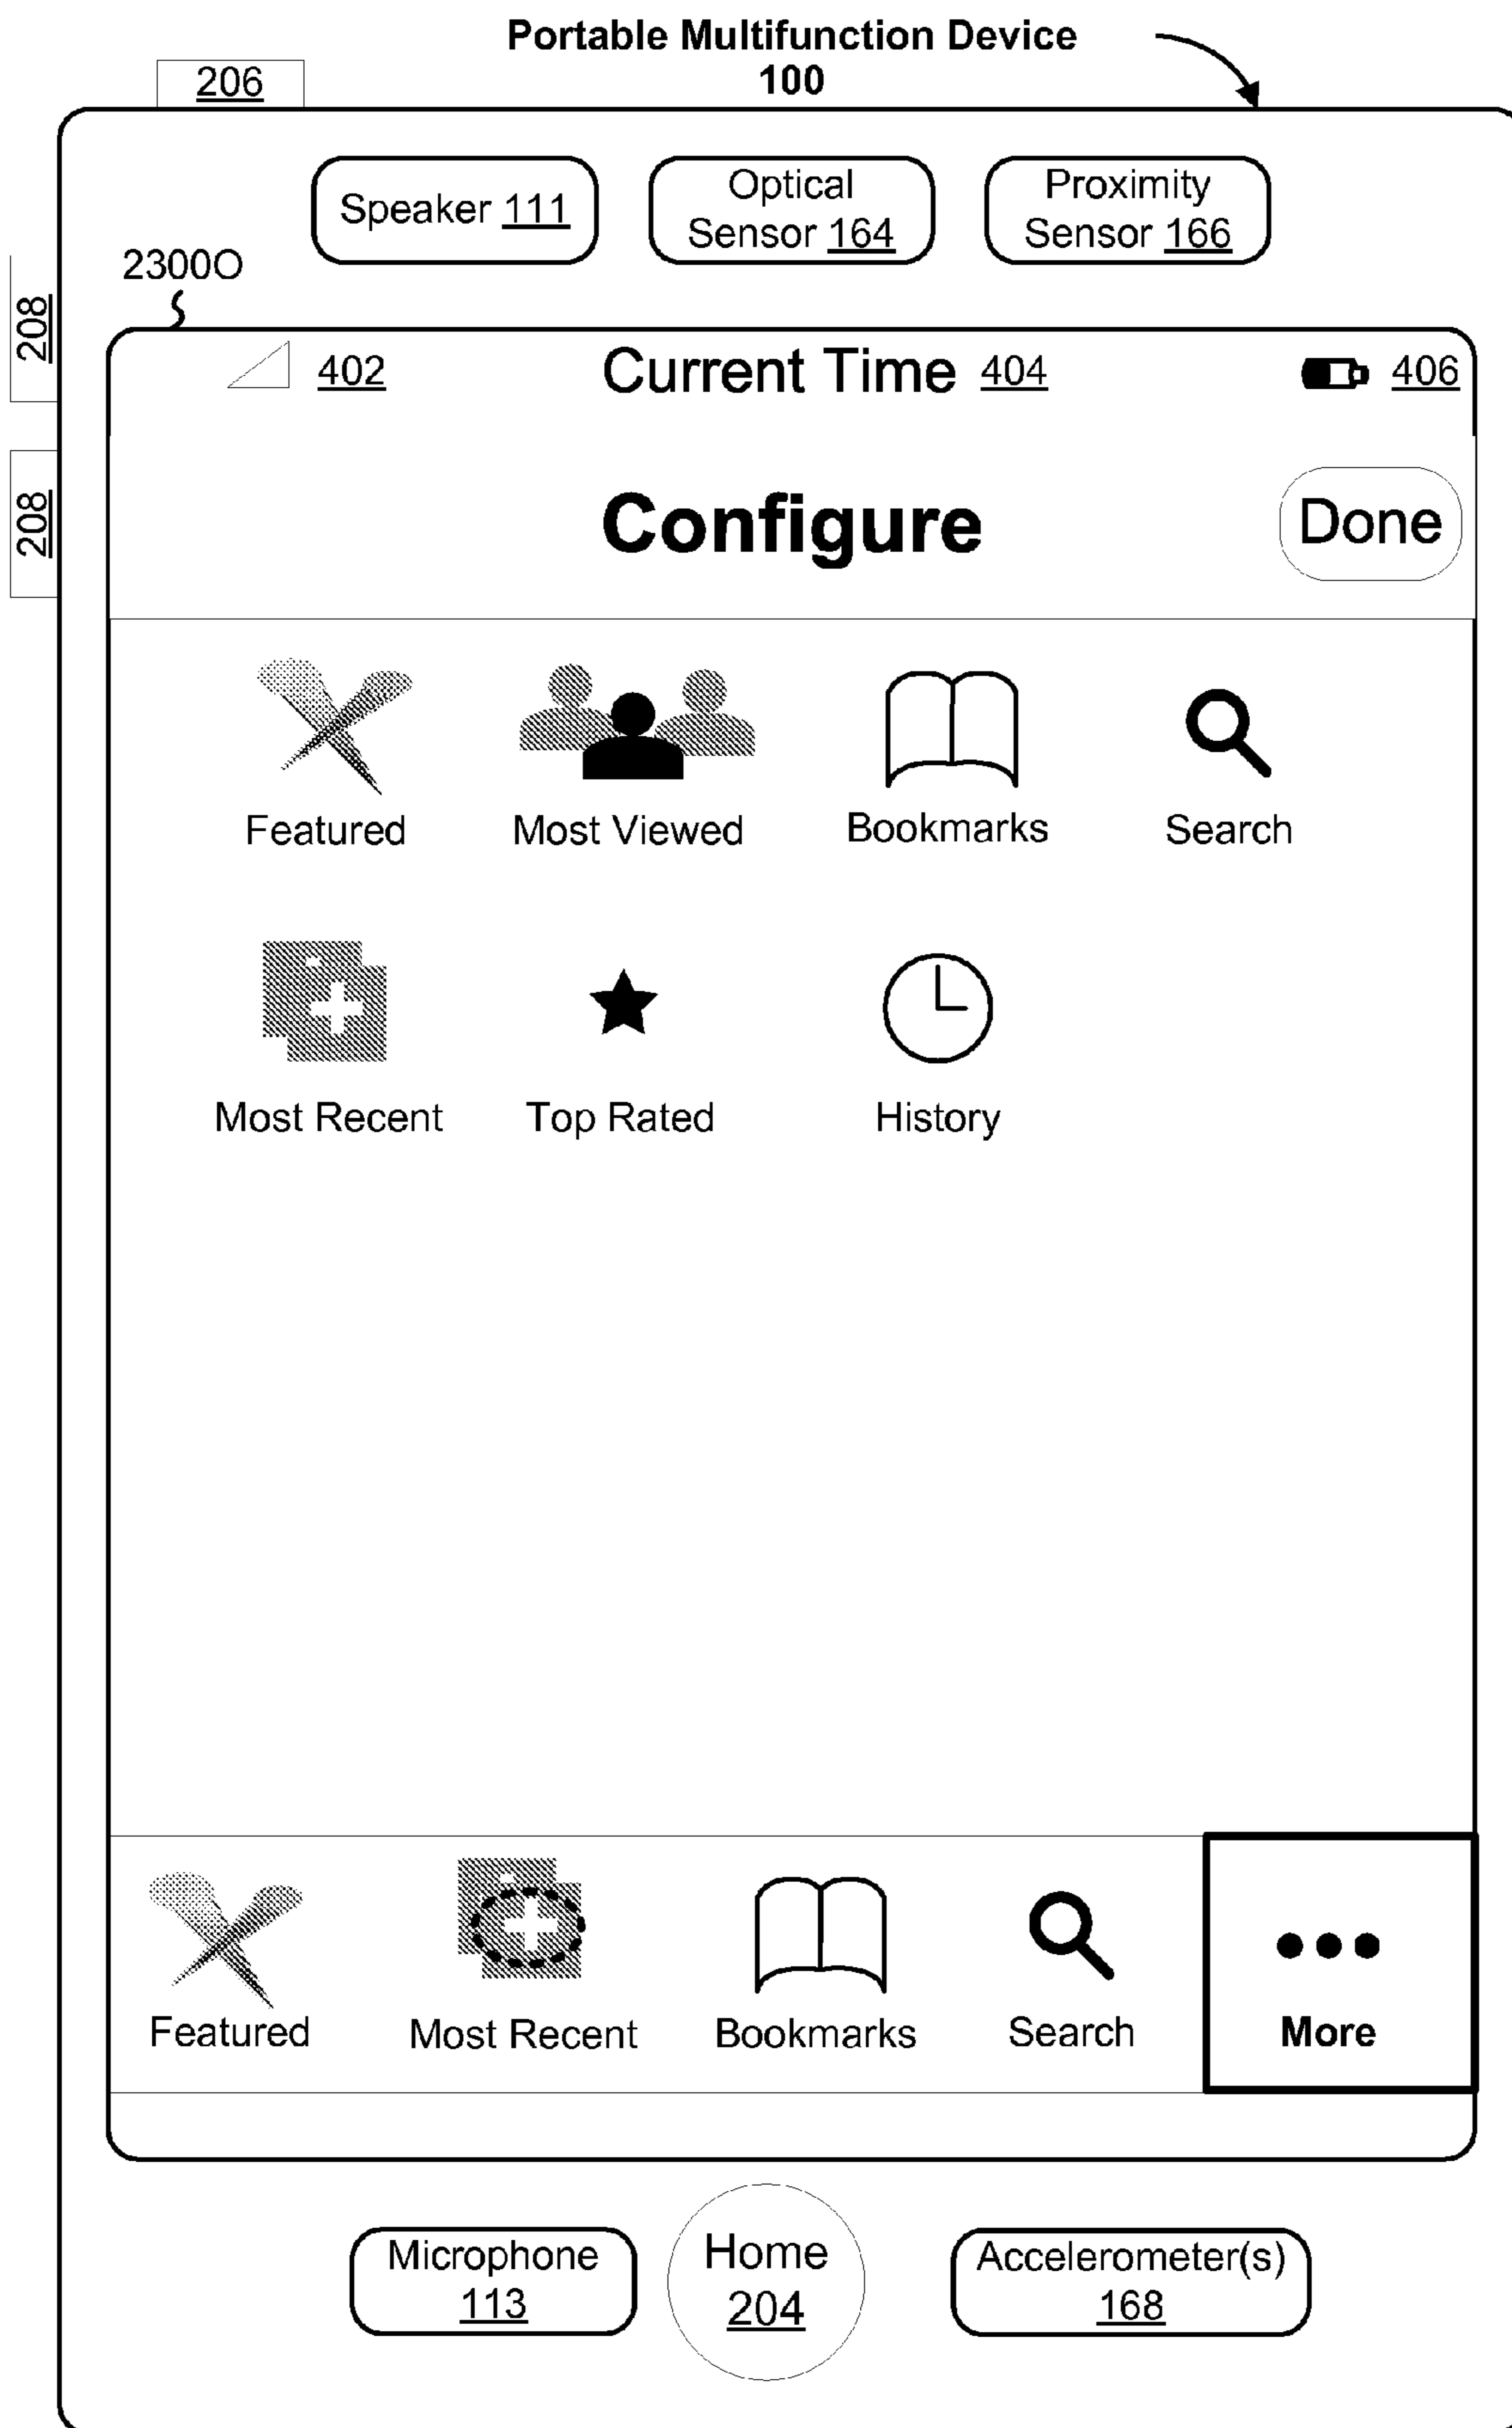 Portable Multifunction Device
100
206
Speaker 111
Optical
Sensor 164
Proximity
Sensor 166
2300O
208
208
402
Current Time 404
406
Configure
Done
Featured
Most Viewed
Bookmarks
Search
Most Recent
Top Rated
History
Featured
Most Recent
Bookmarks
Search
More
Microphone
113
Home
204
Accelerometer(s)
168